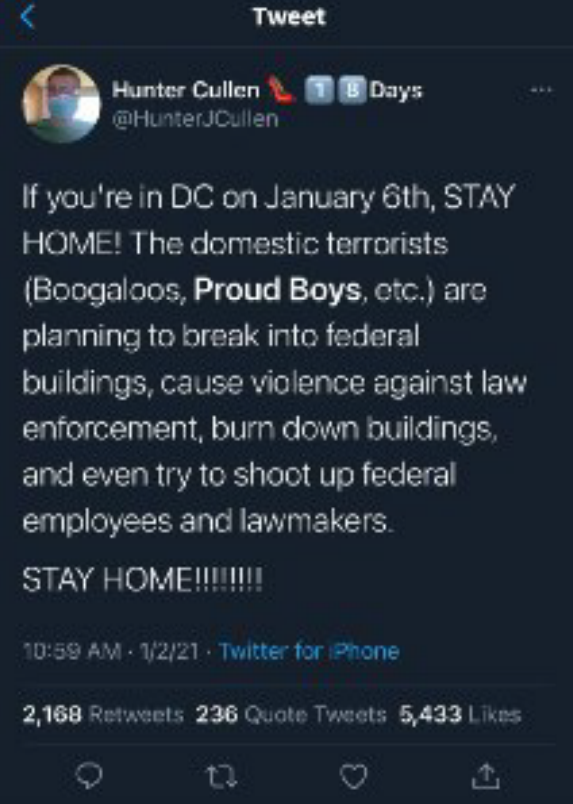 Tweet
Hunter Cullen 👠 1️⃣8️⃣Days
@HunterJCullen
If you're in DC on January 6th, STAY
HOME! The domestic terrorists
(Boogaloos, Proud Boys, etc.) are
planning to break into federal
buildings, cause violence against law
enforcement, burn down buildings,
and even try to shoot up federal
employees and lawmakers.
STAY HOME!!!!!!!!!
10:59 AM · 1/2/21 · Twitter for iPhone
2,168 Retweets 236 Quote Tweets 5,433 Likes